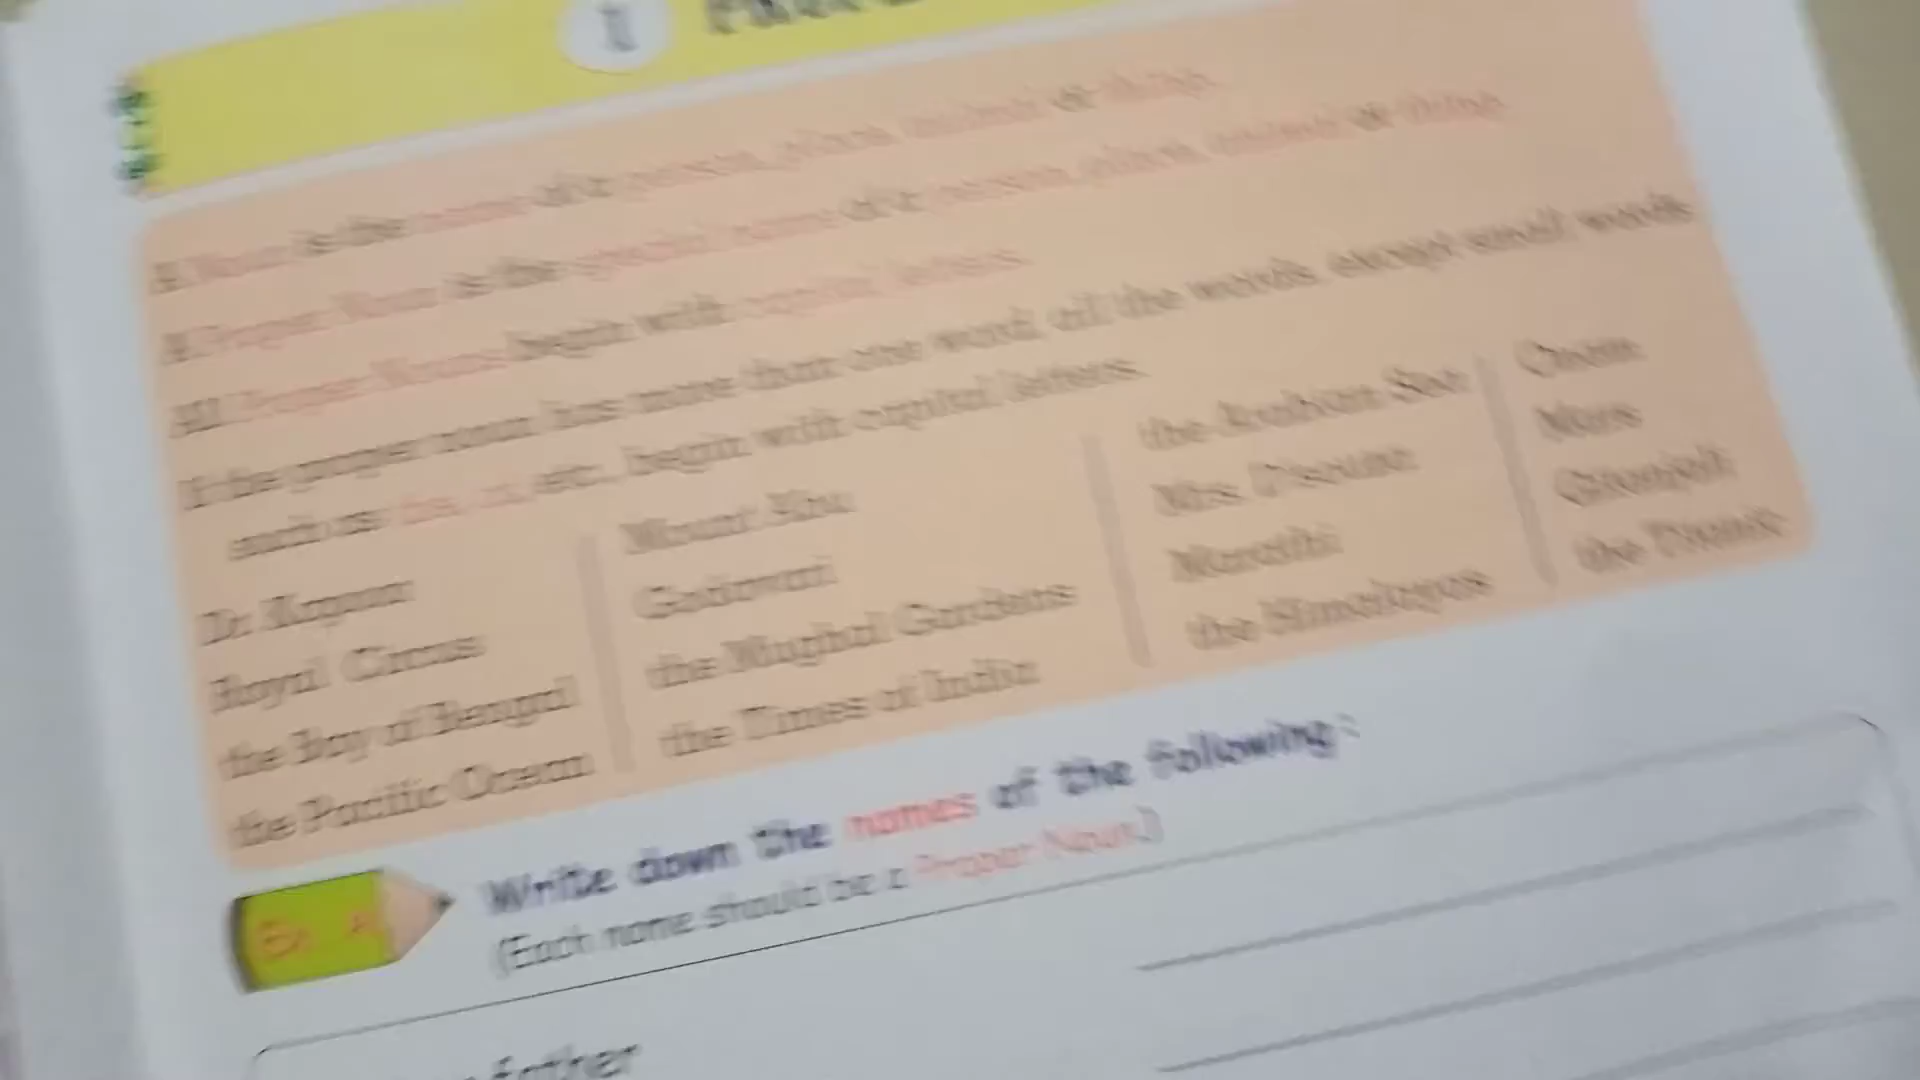 1
A Noun is the name of a person, place, animal or thing.
A Proper Noun is the special name of a person, place, animal or thing.
All Proper Nouns begin with capital letters.
If the proper noun has more than one word, all the words except small words
such as the, of, etc. begin with capital letters.
Dr. Kagam
Royal Circus
the Bay of Bengal
the Pacific Ocean
Mount Abu
Godavari
the Mughal Gardens
the Times of India
the Arabian Sea
Mrs. D'Souza
Marathi
the Himalayas
Mars
Gitanjali
the
Write down the names of the following:
(Each name should be a Proper Noun.)
father